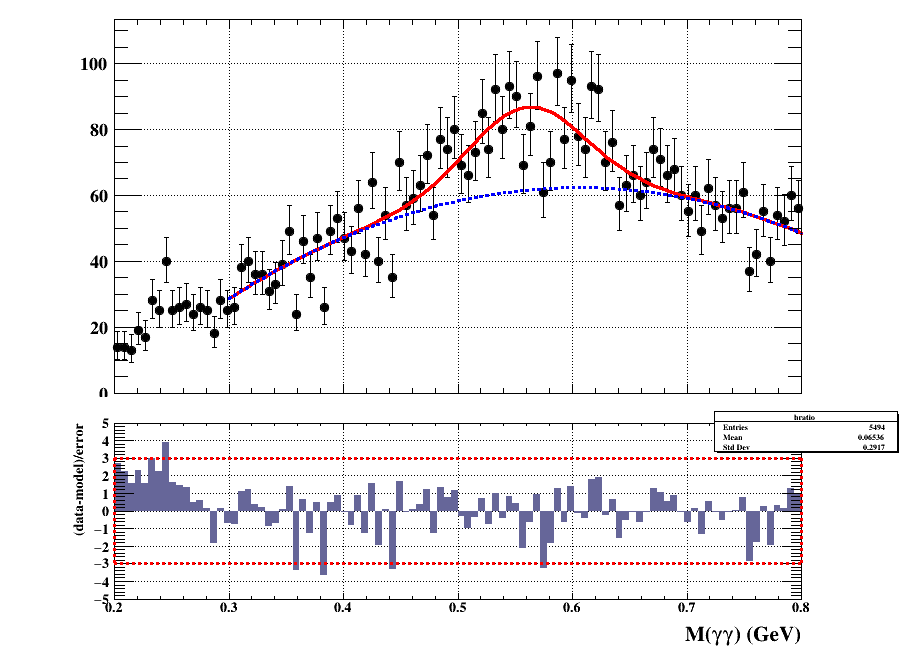 100
80
60
40
20
0
hratio
Entries 5494
Mean 0.06536
Std Dev 0.2917
(data-model)/error
5
4
3
2
1
0
−1
−2
−3
−4
−5
0.2 0.3 0.4 0.5 0.6 0.7 0.8
M(γγ) (GeV)